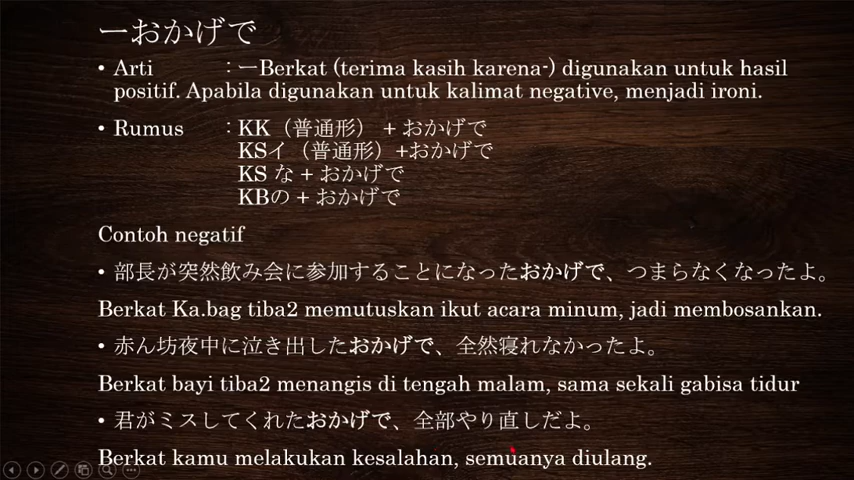 ーおかげで
• Arti : ーBerkat (terima kasih karena-) digunakan untuk hasil
positif. Apabila digunakan untuk kalimat negative, menjadi ironi.
• Rumus : KK（普通形） + おかげで
KSイ（普通形）+おかげで
KS な + おかげで
KBの + おかげで
Contoh negatif
• 部長が突然飲み会に参加することになったおかげで、つまらなくなったよ。
Berkat Ka.bag tiba2 memutuskan ikut acara minum, jadi membosankan.
• 赤ん坊夜中に泣き出したおかげで、全然寝れなかったよ。
Berkat bayi tiba2 menangis di tengah malam, sama sekali gabisa tidur
• 君がミスしてくれたおかげで、全部やり直しだよ。
Berkat kamu melakukan kesalahan, semuanya diulang.